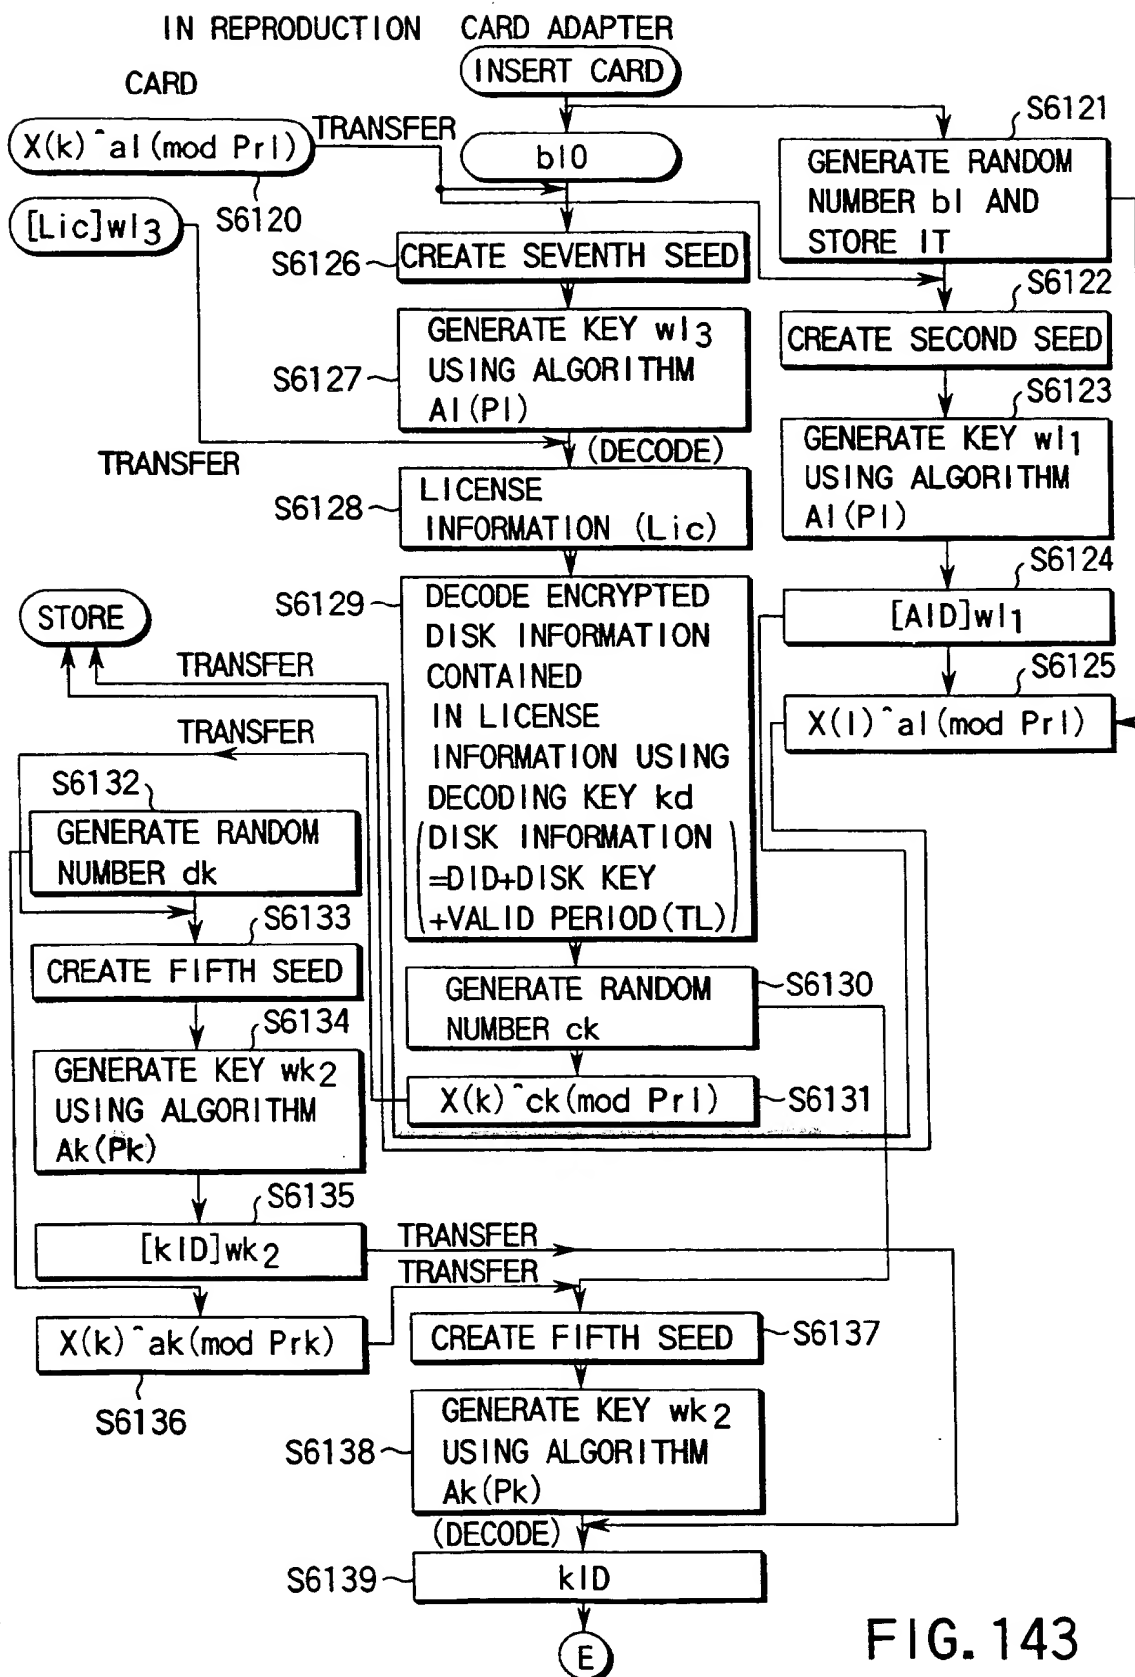 IN REPRODUCTION CARD ADAPTER
INSERT CARD
CARD
X(k)^al(mod Prl)
TRANSFER
S6120
bl0
S6121
GENERATE RANDOM
NUMBER bl AND
STORE IT
[Lic]wl3
S6126
CREATE SEVENTH SEED
S6122
CREATE SECOND SEED
S6127
GENERATE KEY wl3
USING ALGORITHM
Al(Pl)
S6123
GENERATE KEY wl1
USING ALGORITHM
Al(Pl)
TRANSFER
(DECODE)
S6128
LICENSE
INFORMATION (Lic)
S6124
[AID]wl1
S6129
DECODE ENCRYPTED
DISK INFORMATION
CONTAINED
IN LICENSE
INFORMATION USING
DECODING KEY kd
(DISK INFORMATION
=DID+DISK KEY
+VALID PERIOD(TL))
S6125
X(l)^al(mod Prl)
STORE
TRANSFER
TRANSFER
S6132
GENERATE RANDOM
NUMBER dk
S6133
CREATE FIFTH SEED
S6130
GENERATE RANDOM
NUMBER ck
S6134
GENERATE KEY wk2
USING ALGORITHM
Ak(Pk)
X(k)^ck(mod Prl)
S6131
S6135
[kID]wk2
TRANSFER
TRANSFER
X(k)^ak(mod Prk)
S6136
CREATE FIFTH SEED
S6137
S6138
GENERATE KEY wk2
USING ALGORITHM
Ak(Pk)
(DECODE)
S6139
kID
E
FIG. 143